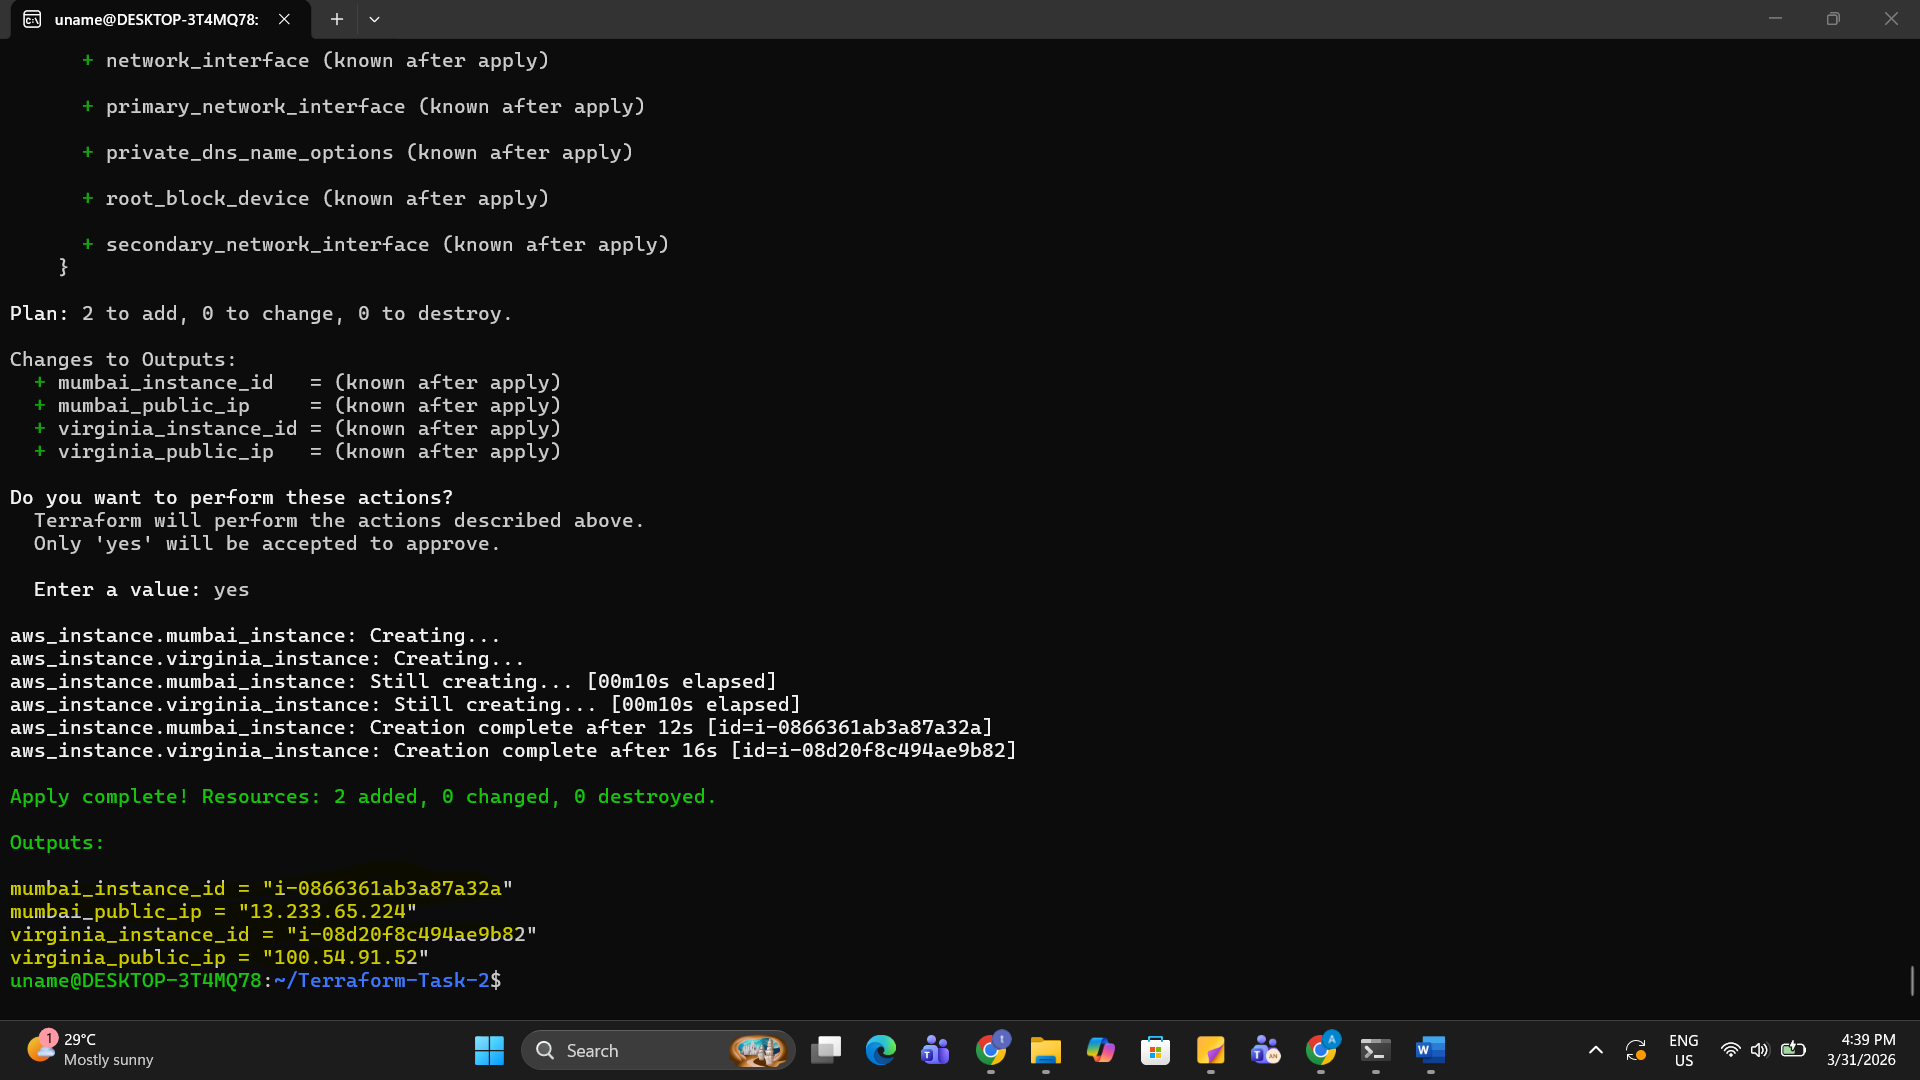 uname@DESKTOP-3T4MQ78:
+ network_interface (known after apply)
+ primary_network_interface (known after apply)
+ private_dns_name_options (known after apply)
+ root_block_device (known after apply)
+ secondary_network_interface (known after apply)
}
Plan: 2 to add, 0 to change, 0 to destroy.
Changes to Outputs:
+ mumbai_instance_id   = (known after apply)
+ mumbai_public_ip     = (known after apply)
+ virginia_instance_id = (known after apply)
+ virginia_public_ip   = (known after apply)
Do you want to perform these actions?
Terraform will perform the actions described above.
Only 'yes' will be accepted to approve.
Enter a value: yes
aws_instance.mumbai_instance: Creating...
aws_instance.virginia_instance: Creating...
aws_instance.mumbai_instance: Still creating... [00m10s elapsed]
aws_instance.virginia_instance: Still creating... [00m10s elapsed]
aws_instance.mumbai_instance: Creation complete after 12s [id=i-0866361ab3a87a32a]
aws_instance.virginia_instance: Creation complete after 16s [id=i-08d20f8c494ae9b82]
Apply complete! Resources: 2 added, 0 changed, 0 destroyed.
Outputs:
mumbai_instance_id = "i-0866361ab3a87a32a"
mumbai_public_ip = "13.233.65.224"
virginia_instance_id = "i-08d20f8c494ae9b82"
virginia_public_ip = "100.54.91.52"
uname@DESKTOP-3T4MQ78:~/Terraform-Task-2$
1
29°C
Mostly sunny
Search
t
A
ENG
US
4:39 PM
3/31/2026